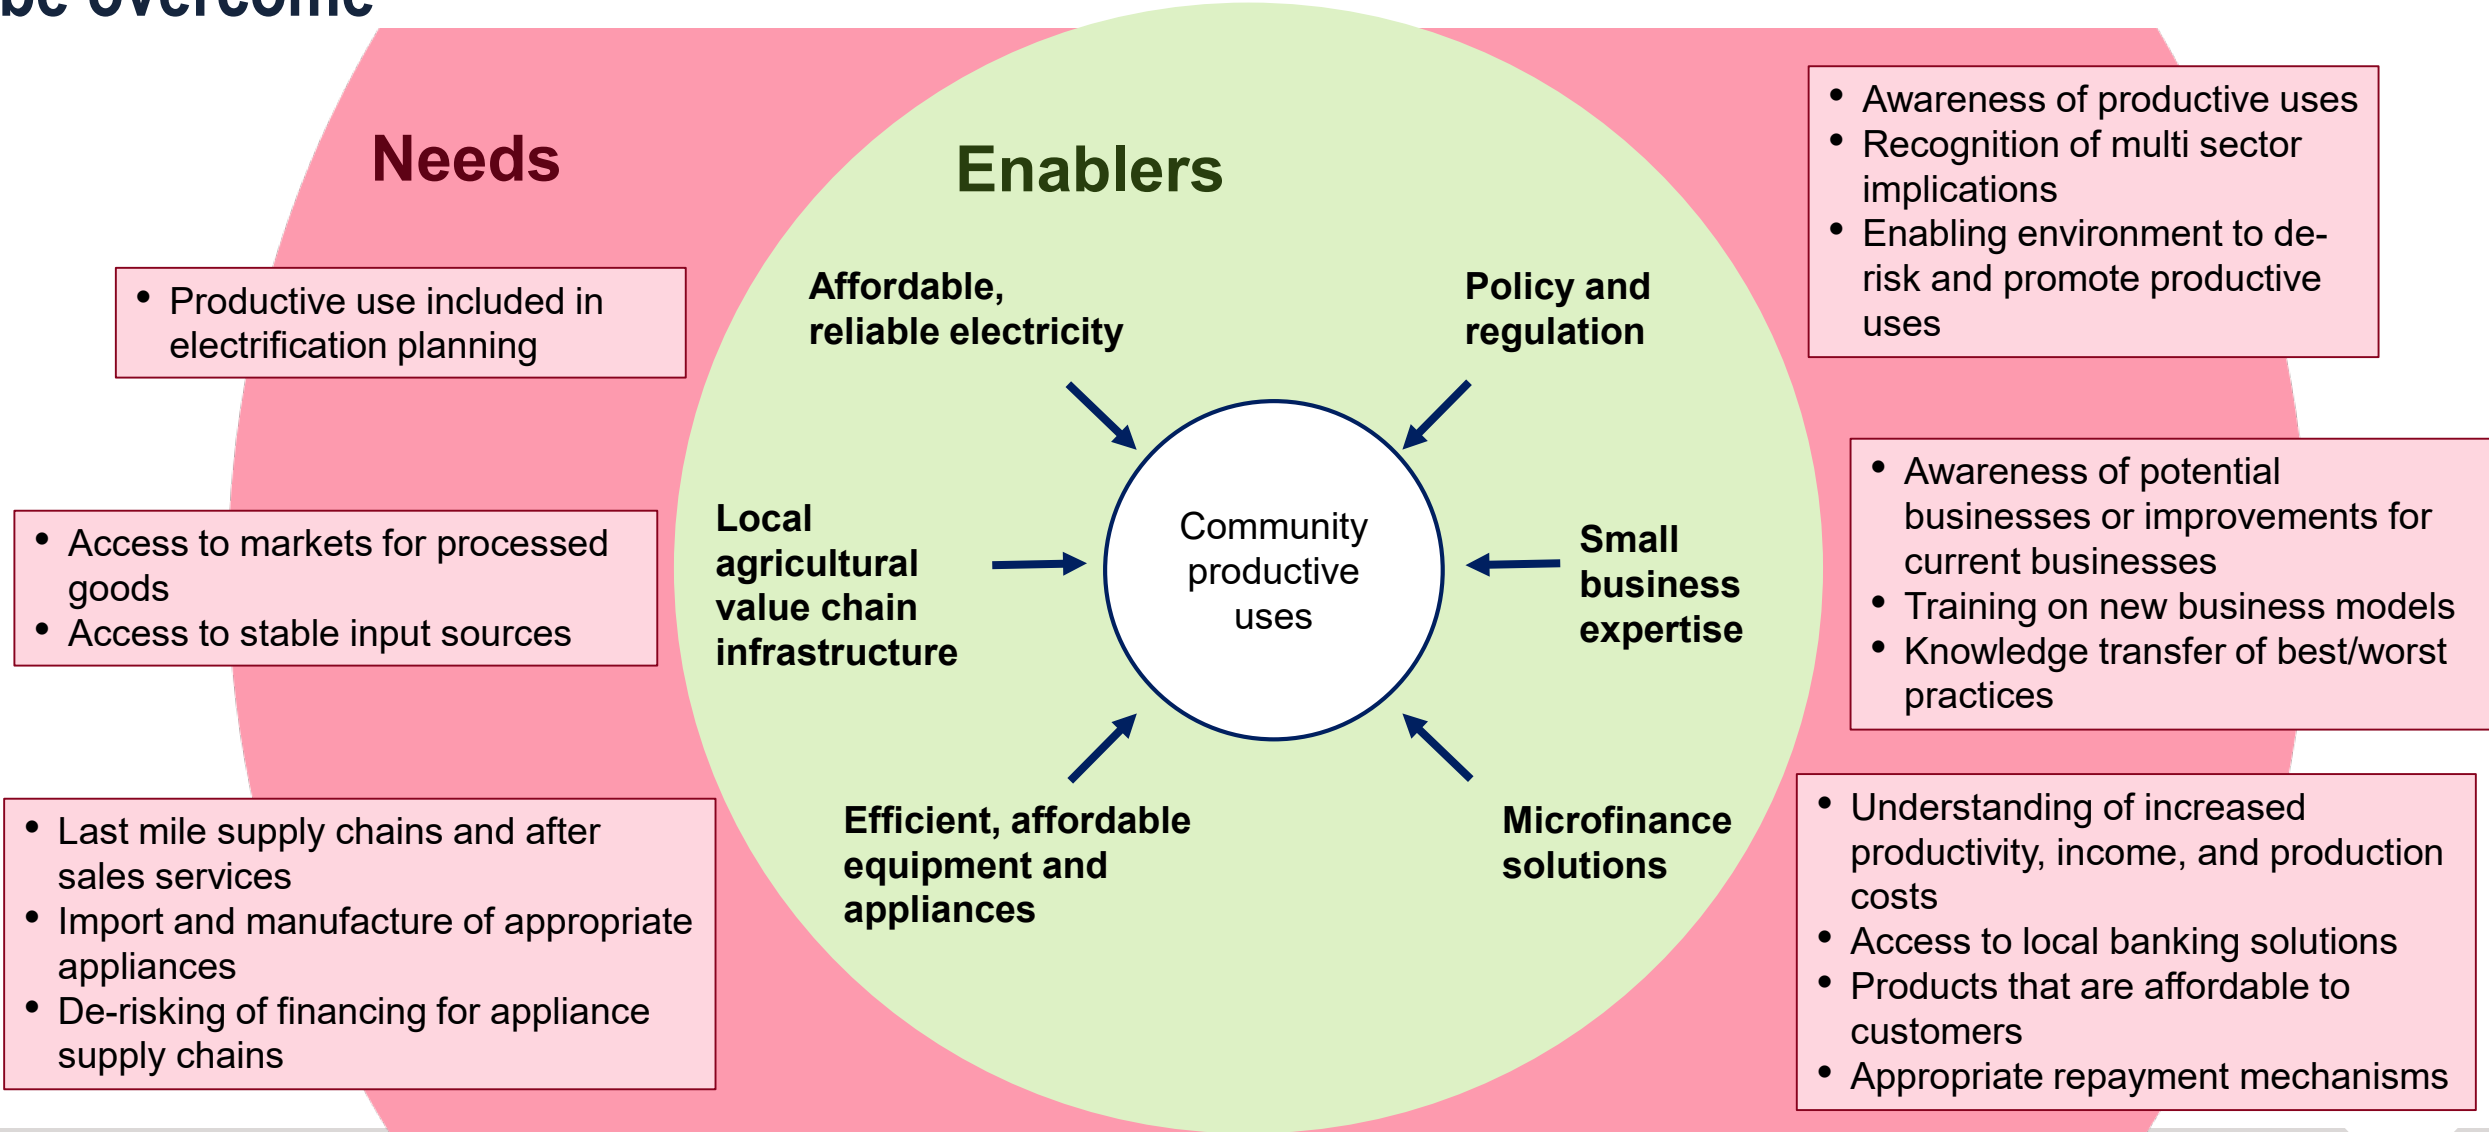 be overcome
Needs
Enablers
• Productive use included in
electrification planning
• Access to markets for processed
goods
• Access to stable input sources
• Last mile supply chains and after
sales services
• Import and manufacture of appropriate
appliances
• De-risking of financing for appliance
supply chains
Affordable,
reliable electricity
Local
agricultural
value chain
infrastructure
Efficient, affordable
equipment and
appliances
Community
productive
uses
Policy and
regulation
Small
business
expertise
Microfinance
solutions
• Awareness of productive uses
• Recognition of multi sector
implications
• Enabling environment to de-
risk and promote productive
uses
• Awareness of potential
businesses or improvements for
current businesses
• Training on new business models
• Knowledge transfer of best/worst
practices
• Understanding of increased
productivity, income, and production
costs
• Access to local banking solutions
• Products that are affordable to
customers
• Appropriate repayment mechanisms